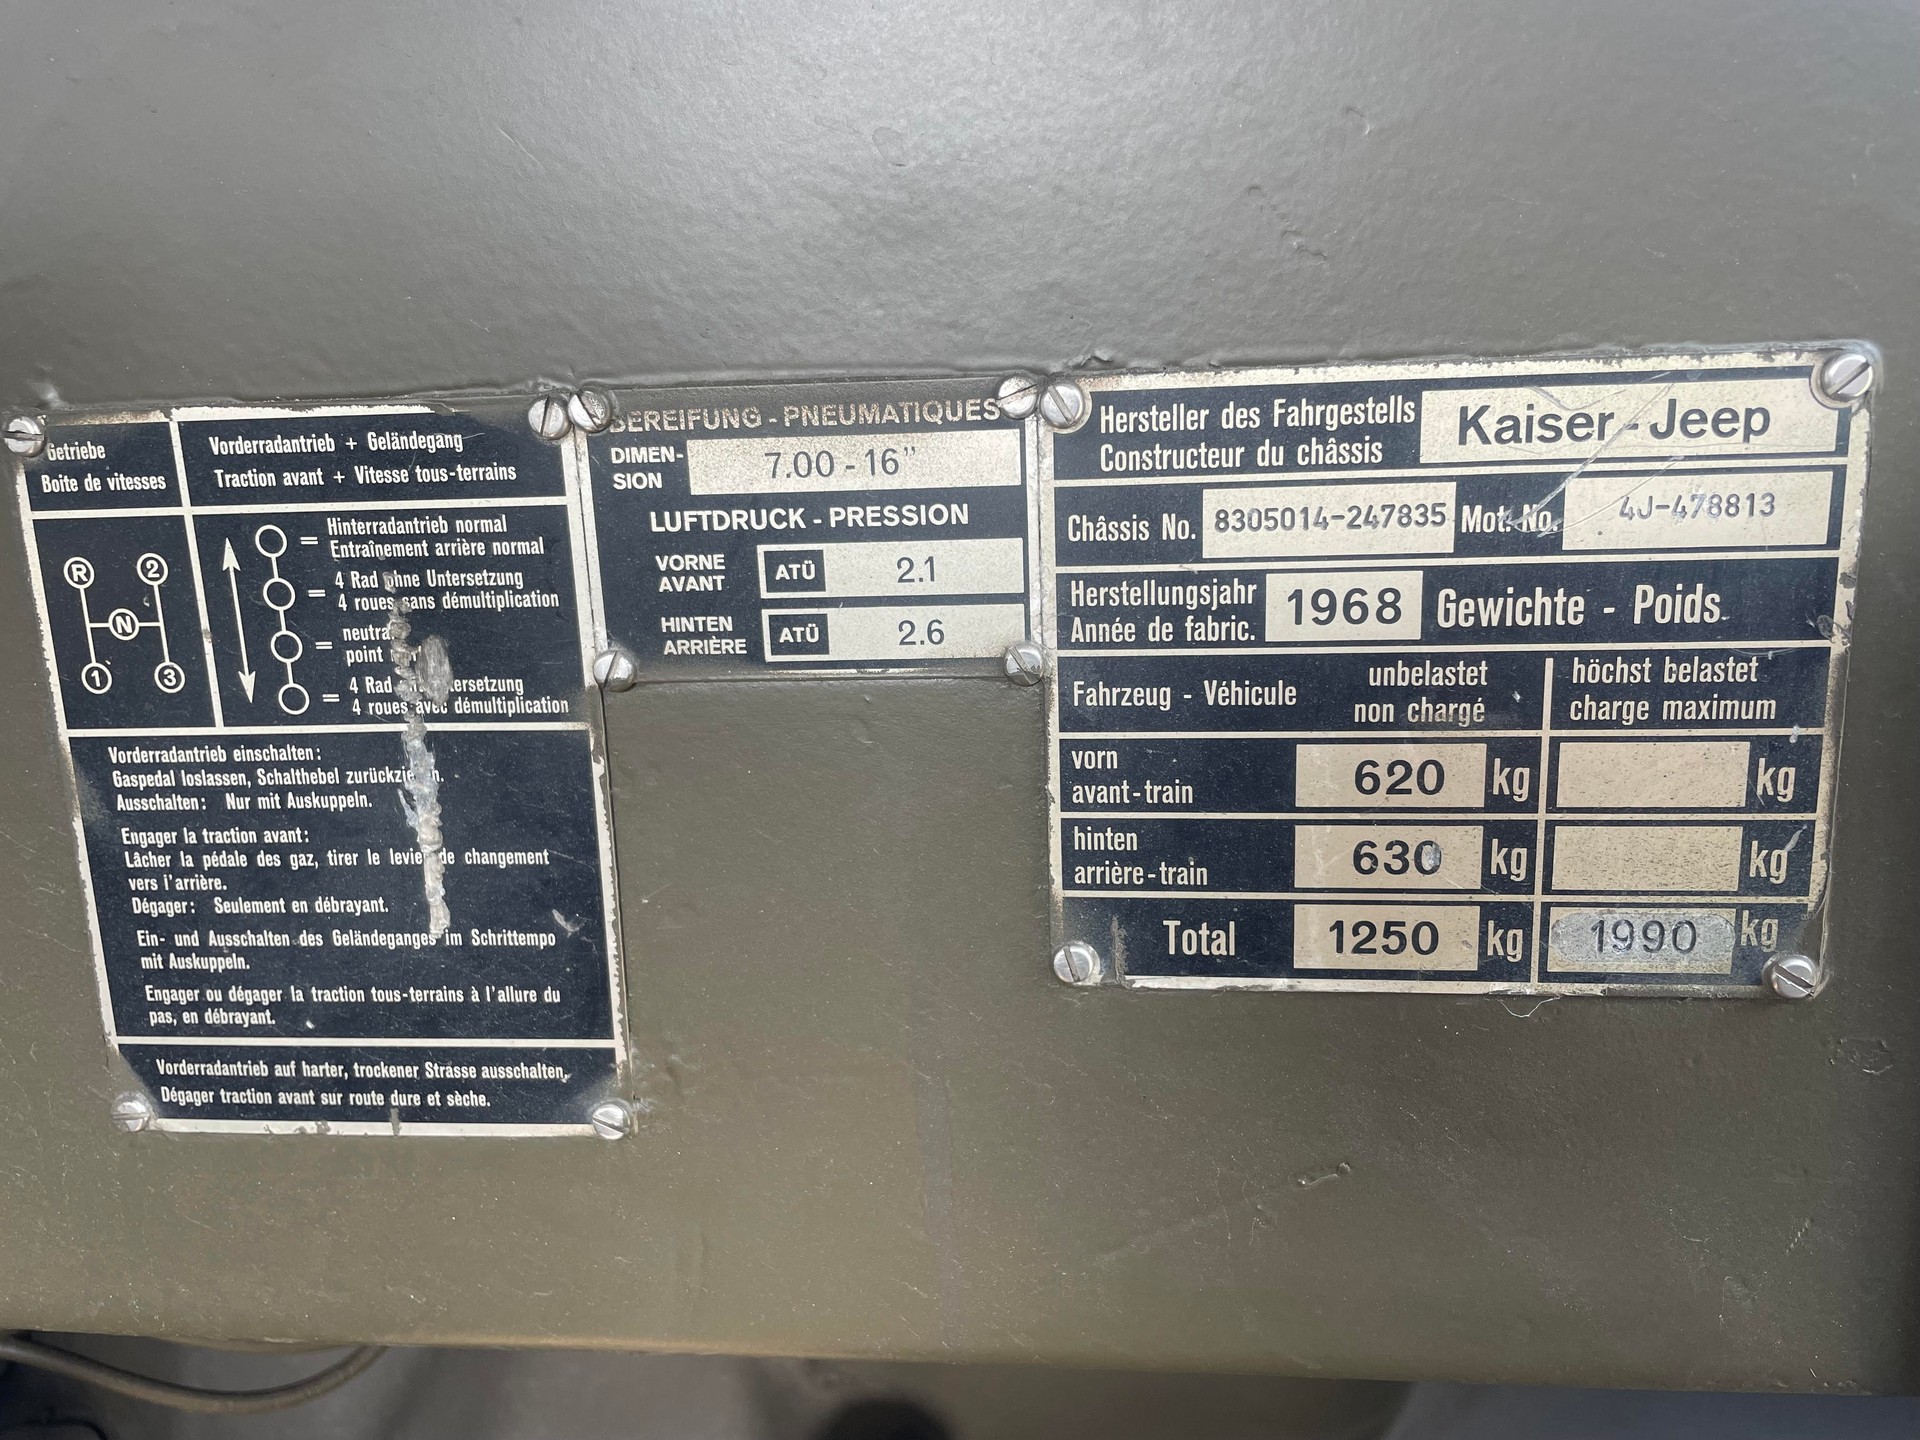 Getriebe
Boîte de vitesses
Vorderradantrieb + Geländegang
Traction avant + Vitesse tous-terrains
R 2
N
1 3
= Hinterradantrieb normal
Entraînement arrière normal
= 4 Rad ohne Untersetzung
4 roues sans démultiplication
= neutral
point
= 4 Rad Untersetzung
4 roues avec démultiplication
Vorderradantrieb einschalten:
Gaspedal loslassen, Schalthebel zurückziehen.
Ausschalten: Nur mit Auskuppeln.
Engager la traction avant:
Lâcher la pédale des gaz, tirer le levier de changement
vers l'arrière.
Dégager: Seulement en débrayant.
Ein- und Ausschalten des Geländeganges im Schrittempo
mit Auskuppeln.
Engager ou dégager la traction tous-terrains à l'allure du
pas, en débrayant.
Vorderradantrieb auf harter, trockener Strasse ausschalten.
Dégager traction avant sur route dure et sèche.
BEREIFUNG - PNEUMATIQUES
DIMEN-
SION
7.00 - 16"
LUFTDRUCK - PRESSION
VORNE
AVANT
ATÜ 2.1
HINTEN
ARRIÈRE
ATÜ 2.6
Hersteller des Fahrgestells
Constructeur du châssis
Kaiser-Jeep
Châssis No. 8305014-247835 Mot. No. 4J-478813
Herstellungsjahr
Année de fabric.
1968 Gewichte - Poids
Fahrzeug - Véhicule
unbelastet
non chargé
höchst belastet
charge maximum
vorn
avant-train
620 kg kg
hinten
arrière-train
630 kg kg
Total 1250 kg 1990 kg